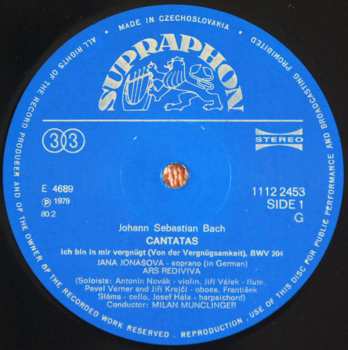 MADE IN CZECHOSLOVAKIA
ALL RIGHTS OF THE RECORD PRODUCER AND OF THE OWNER OF THE RECORDED WORK RESERVED . REPRODUCTION . USE OF THIS DISC FOR PUBLIC PERFORMANCE AND BROADCASTING PROHIBITED
SUPRAPHON
33
STEREO
E 4689
℗ 1979
80.2
1112 2453
SIDE 1
G
Johann Sebastian Bach
CANTATAS
Ich bin in mir vergnügt (Von der Vergnügsamkeit), BWV 204
JANA JONÁŠOVÁ - soprano (in German)
ARS REDIVIVA
(Soloists: Antonín Novák - violin, Jiří Válek - flute,
Pavel Verner and Jiří Krejčí - oboes, František
Sláma - cello, Josef Hála - harpsichord)
Conductor: MILAN MUNCLINGER